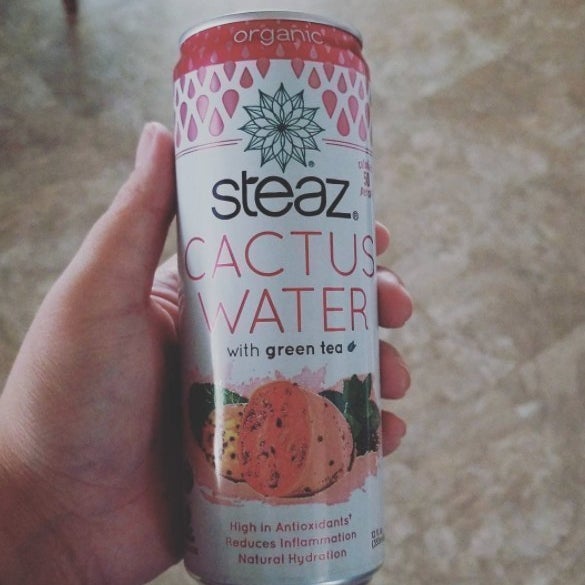 organic
steaz®
CACTUS
WATER
with green tea
High in Antioxidants†
Reduces Inflammation
Natural Hydration